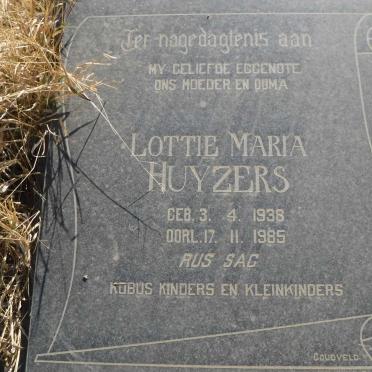 Ter nagedagtenis aan
MY GELIEFDE EGGENOTE
ONS MOEDER EN OUMA
LOTTIE MARIA
HUYZERS
GEB. 3. 4. 1938
OORL. 17. 11. 1985
RUS SAG
KOBUS KINDERS EN KLEINKINDERS
GOUDVELD